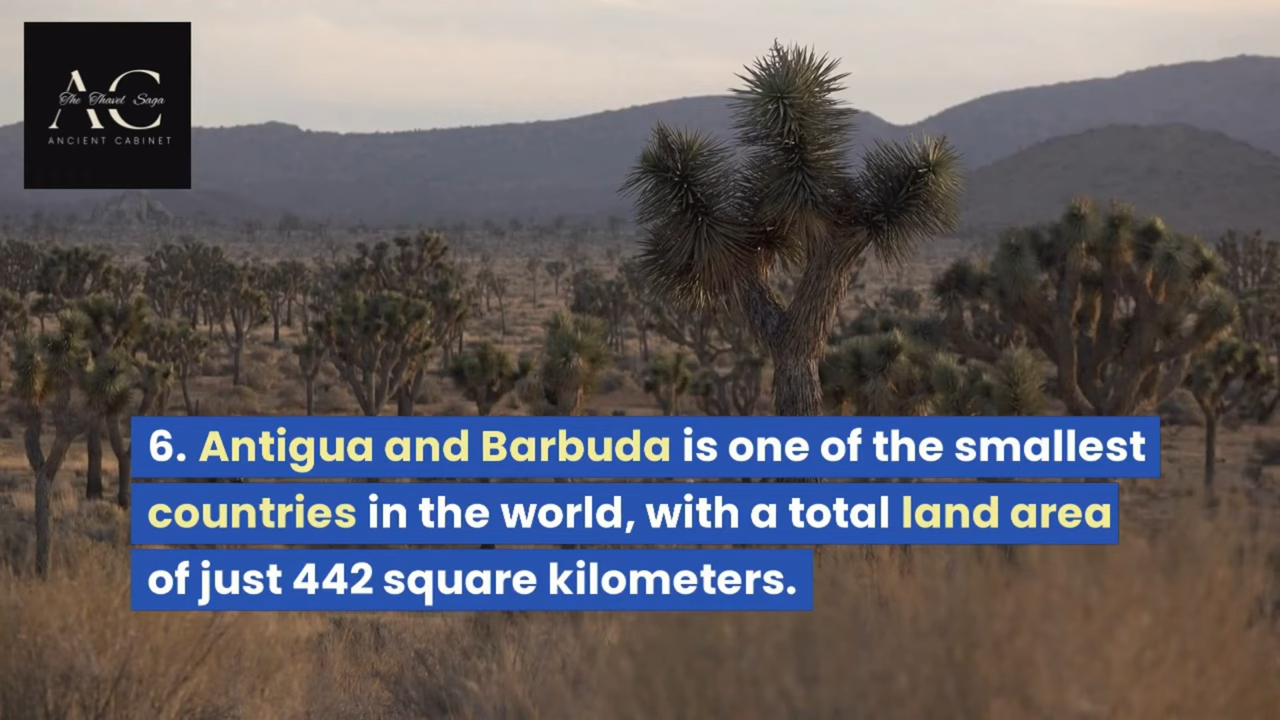 AC
The Thavel Saga
ANCIENT CABINET
6. Antigua and Barbuda is one of the smallest
countries in the world, with a total land area
of just 442 square kilometers.